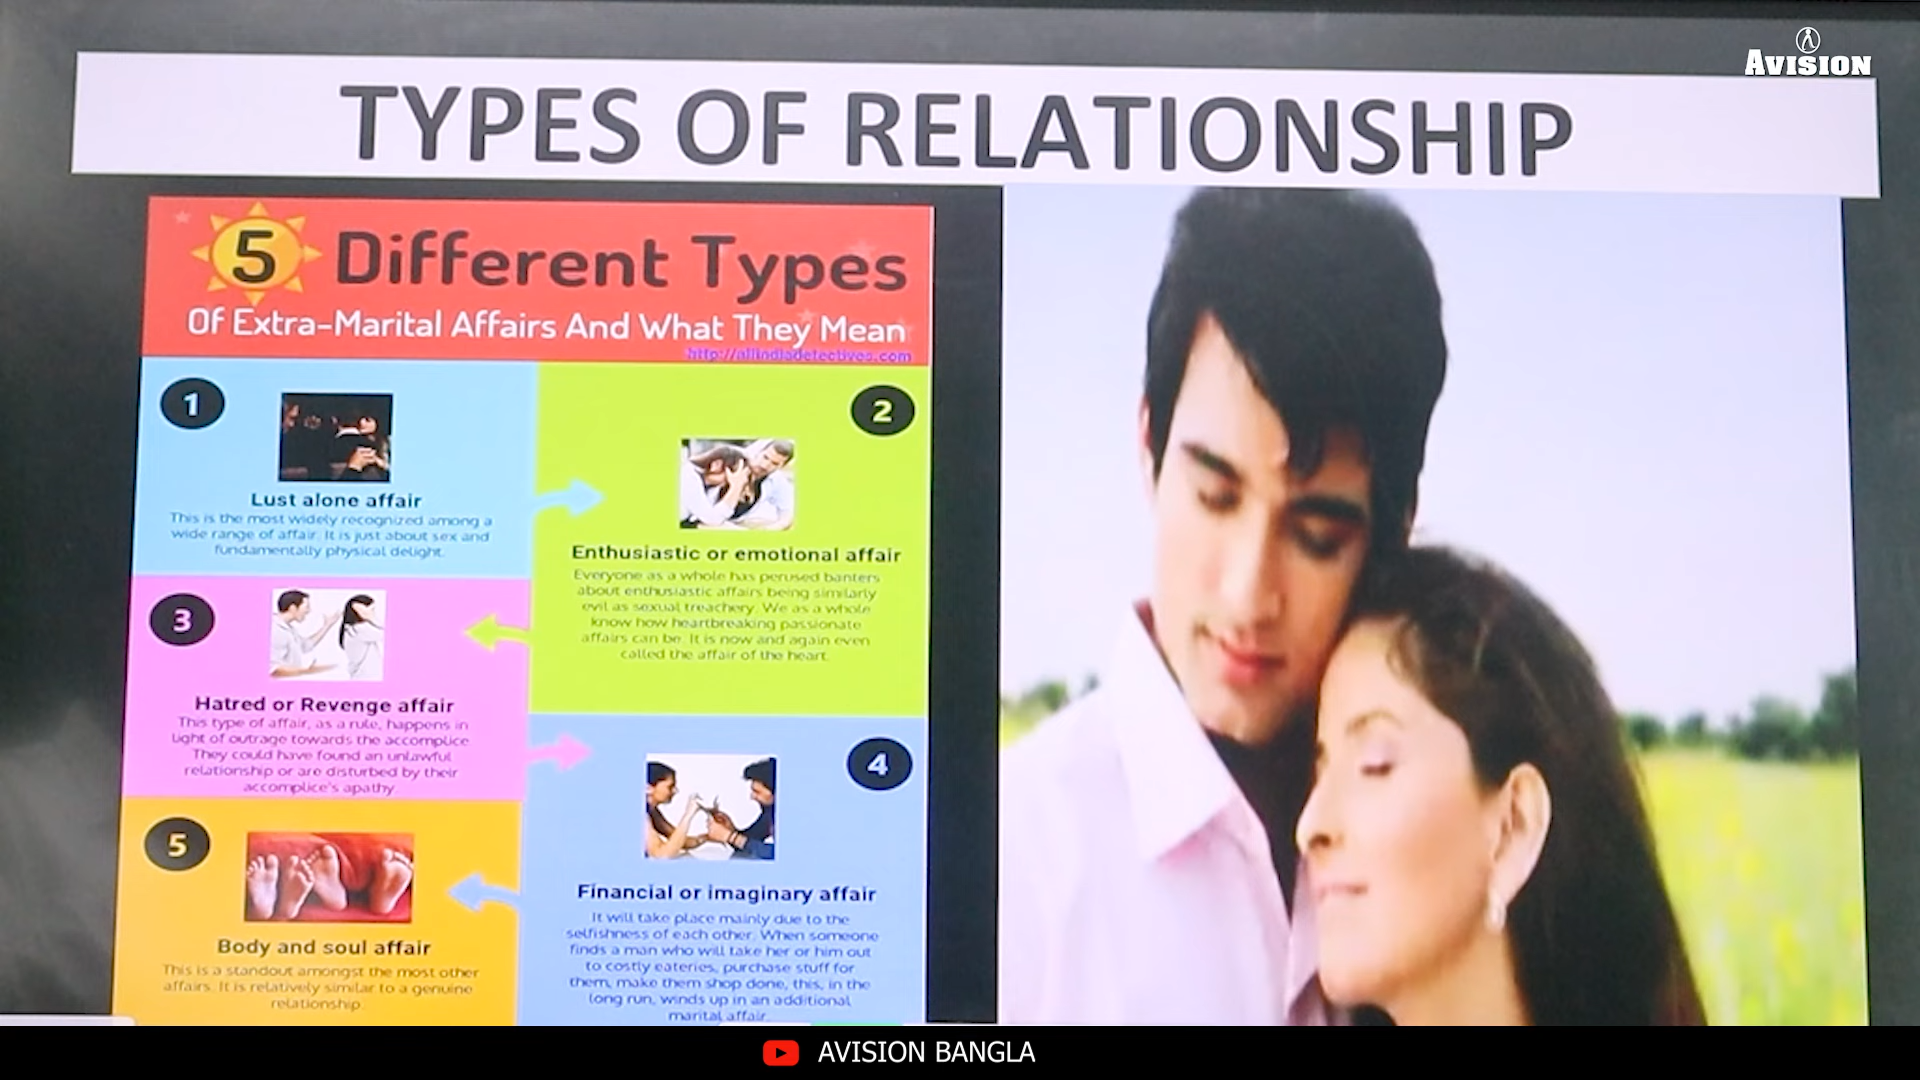 AVISION
TYPES OF RELATIONSHIP
5 Different Types
Of Extra-Marital Affairs And What They Mean
http://allindiadetectives.com
1
Lust alone affair
This is the most widely recognized among a
wide range of affair. It is just about sex and
fundamentally physical delight.
2
Enthusiastic or emotional affair
Everyone as a whole has perused banters
about enthusiastic affairs being similarly
evil as sexual treachery. We as a whole
know how heartbreaking passionate
affairs can be. It is now and again even
called the affair of the heart.
3
Hatred or Revenge affair
This type of affair, as a rule, happens in
light of outrage towards the accomplice
They could have found an unlawful
relationship or are disturbed by their
accomplice's apathy.
4
Financial or imaginary affair
It will take place mainly due to the
selfishness of each other. When someone
finds a man who will take her or him out
to costly eateries, purchase stuff for
them, make them shop done, this, in the
long run, winds up in an additional
marital affair.
5
Body and soul affair
This is a standout amongst the most other
affairs. It is relatively similar to a genuine
relationship.
AVISION BANGLA